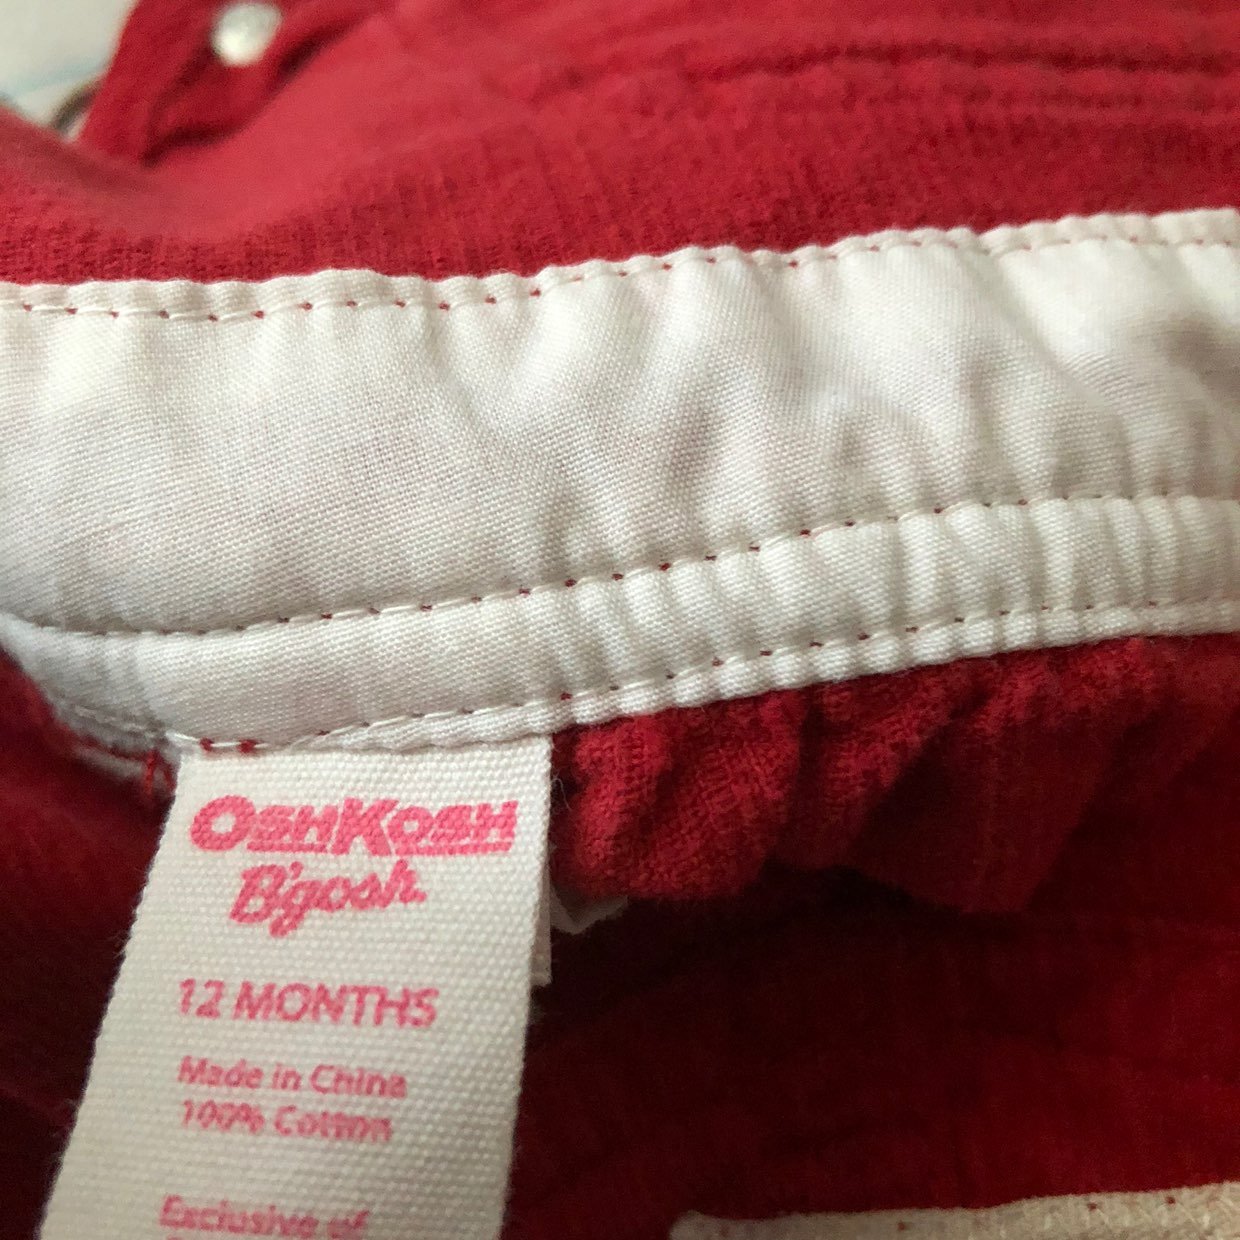 OSHKOSH
B'gosh.
12 MONTHS
Made in China
100% Cotton
Exclusive of